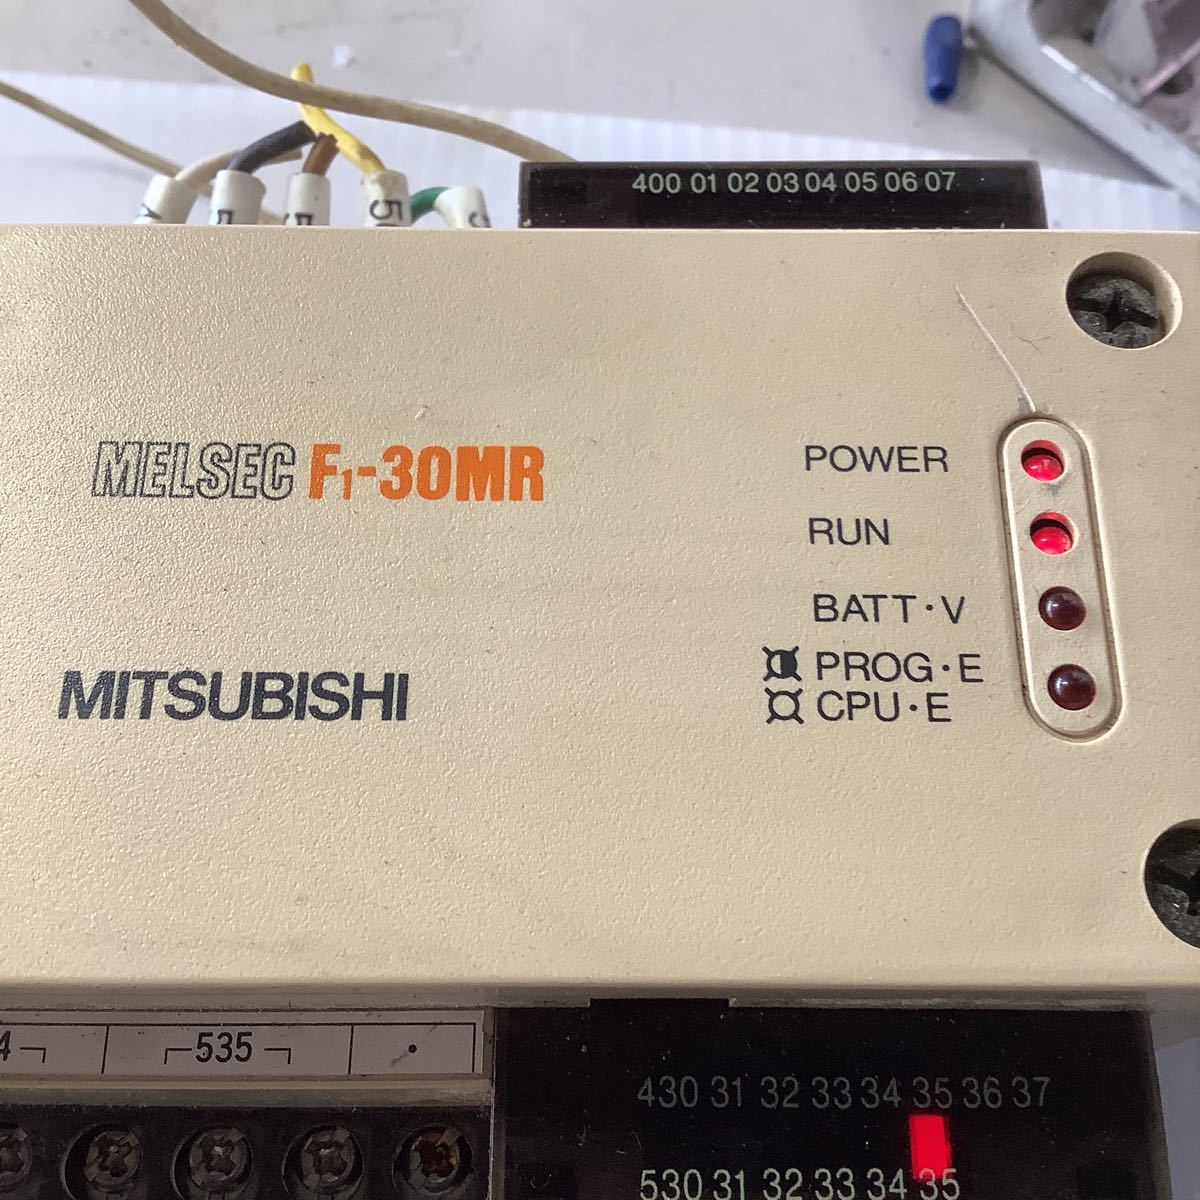 400 01 02 03 04 05 06 07
MELSEC F1-30MR
POWER
RUN
BATT·V
PROG·E
CPU·E
MITSUBISHI
4
535
430 31 32 33 34 35 36 37
530 31 32 33 34 35